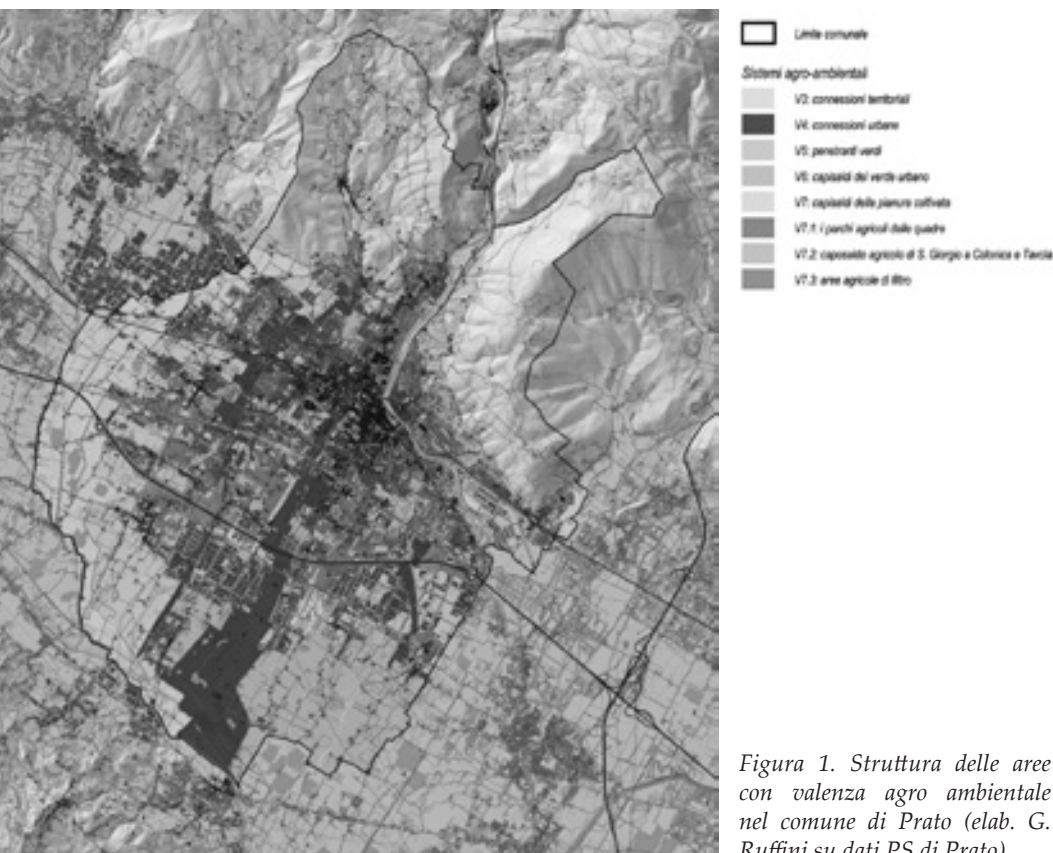 Limite comunale
Sistemi agro-ambientali
V3: connessioni territoriali
V4: connessioni urbane
V5: penetranti verdi
V6: capisaldi del verde urbano
V7: capisaldi della pianura coltivata
V7.1: i parchi agricoli delle quadre
V7.2: caposaldo agricolo di S. Giorgio a Colonica e Tavola
V7.3: aree agricole di filtro
Figura 1. Struttura delle aree
con valenza agro ambientale
nel comune di Prato (elab. G.
Ruffini su dati PS di Prato)